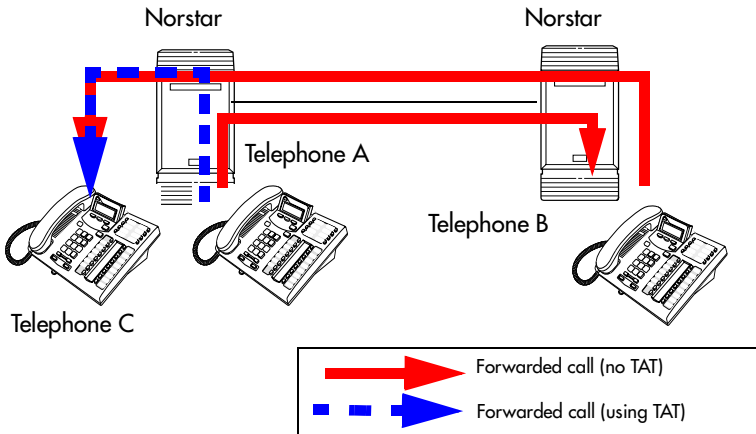 Norstar
Norstar
Telephone A
Telephone B
Telephone C
Forwarded call (no TAT)
Forwarded call (using TAT)